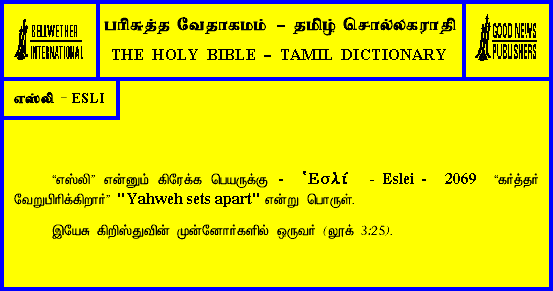 BELLWETHER
INTERNATIONAL
பரிசுத்த வேதாகமம் – தமிழ் சொல்லகராதி
THE HOLY BIBLE – TAMIL DICTIONARY
GOOD NEWS
PUBLISHERS
எஸ்லி – ESLI
“எஸ்லி” என்னும் கிரேக்க பெயருக்கு - Ἐσλί - Eslei - 2069 “கர்த்தர்
வேறுபிரிக்கிறார்” "Yahweh sets apart" என்று பொருள்.
இயேசு கிறிஸ்துவின் முன்னோர்களில் ஒருவர் (லூக் 3:25).